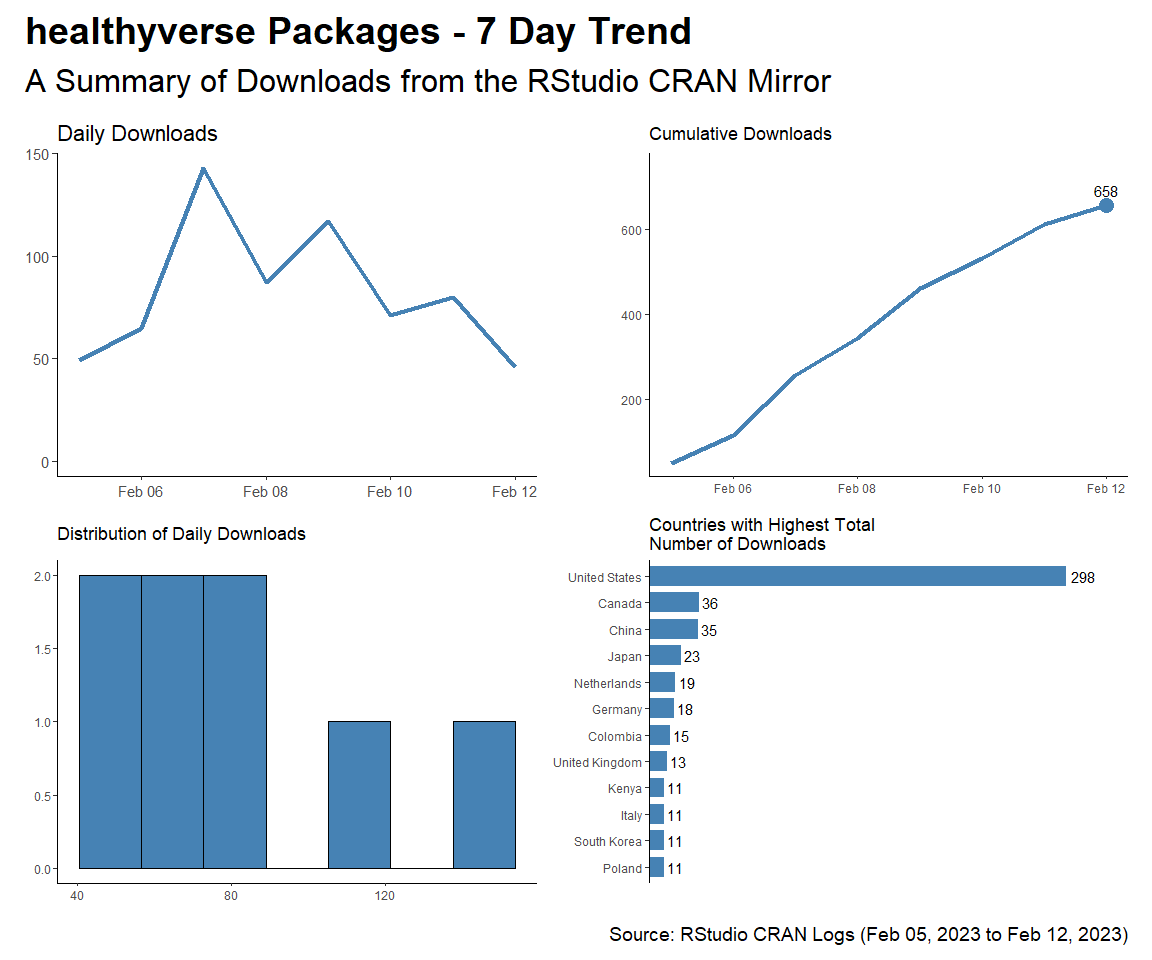 healthyverse Packages - 7 Day Trend
A Summary of Downloads from the RStudio CRAN Mirror
Daily Downloads
150
100
50
0
Feb 06
Feb 08
Feb 10
Feb 12
Cumulative Downloads
658
600
400
200
Feb 06
Feb 08
Feb 10
Feb 12
Distribution of Daily Downloads
2.0
1.5
1.0
0.5
0.0
40
80
120
Countries with Highest Total
Number of Downloads
United States 298
Canada 36
China 35
Japan 23
Netherlands 19
Germany 18
Colombia 15
United Kingdom 13
Kenya 11
Italy 11
South Korea 11
Poland 11
Source: RStudio CRAN Logs (Feb 05, 2023 to Feb 12, 2023)